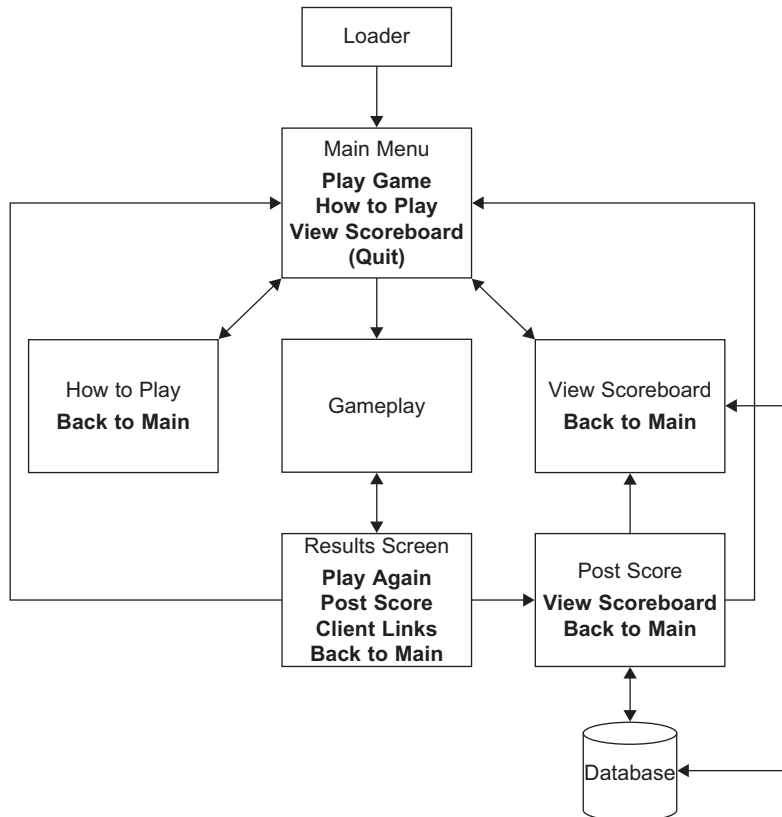 Loader
Main Menu
Play Game
How to Play
View Scoreboard
(Quit)
How to Play
Back to Main
Gameplay
View Scoreboard
Back to Main
Results Screen
Play Again
Post Score
Client Links
Back to Main
Post Score
View Scoreboard
Back to Main
Database